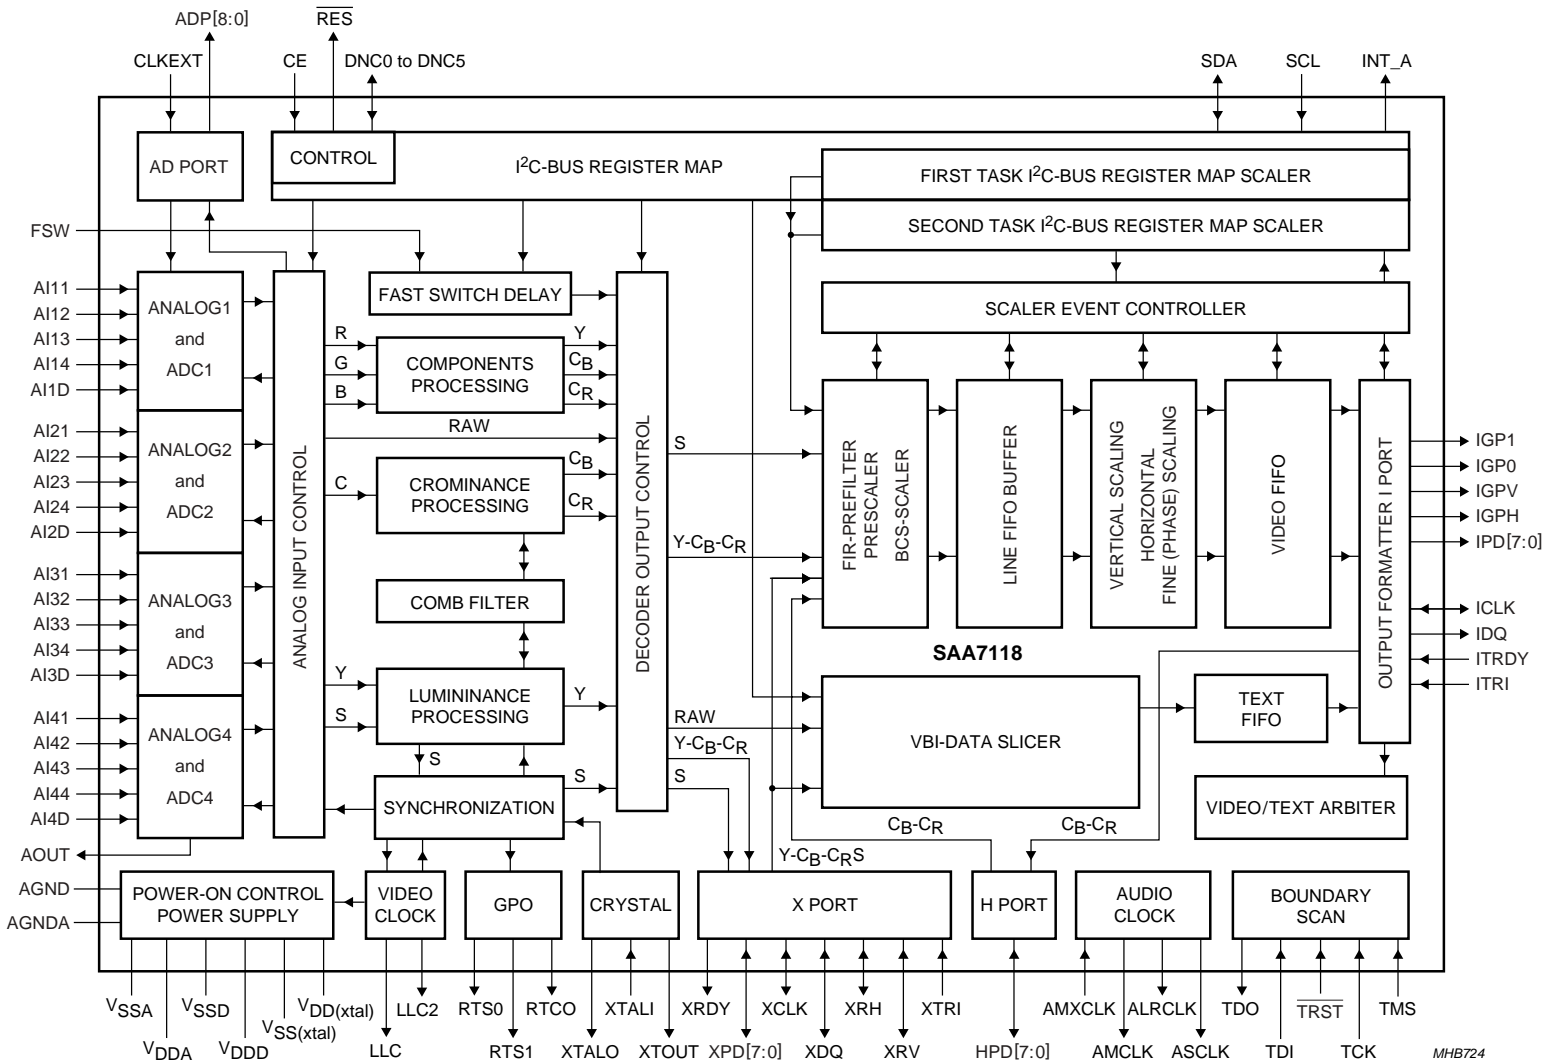 ADP[8:0]
RES
CLKEXT
CE
DNC0 to DNC5
SDA
SCL
INT_A
AD PORT
CONTROL
I2C-BUS REGISTER MAP
FIRST TASK I2C-BUS REGISTER MAP SCALER
SECOND TASK I2C-BUS REGISTER MAP SCALER
FSW
FAST SWITCH DELAY
SCALER EVENT CONTROLLER
AI11
AI12
AI13
AI14
AI1D
ANALOG1
and
ADC1
AI21
AI22
AI23
AI24
AI2D
ANALOG2
and
ADC2
AI31
AI32
AI33
AI34
AI3D
ANALOG3
and
ADC3
AI41
AI42
AI43
AI44
AI4D
ANALOG4
and
ADC4
AOUT
AGND
AGNDA
ANALOG INPUT CONTROL
R
G
B
COMPONENTS
PROCESSING
Y
CB
CR
RAW
C
CROMINANCE
PROCESSING
CB
CR
COMB FILTER
Y
S
LUMININANCE
PROCESSING
Y
S
SYNCHRONIZATION
S
DECODER OUTPUT CONTROL
S
Y-CB-CR
RAW
Y-CB-CR
S
FIR-PREFILTER
PRESCALER
BCS-SCALER
LINE FIFO BUFFER
VERTICAL SCALING
HORIZONTAL
FINE (PHASE) SCALING
VIDEO FIFO
OUTPUT FORMATTER I PORT
IGP1
IGP0
IGPV
IGPH
IPD[7:0]
ICLK
IDQ
ITRDY
ITRI
SAA7118
VBI-DATA SLICER
TEXT
FIFO
VIDEO/TEXT ARBITER
CB-CR
CB-CR
Y-CB-CRS
POWER-ON CONTROL
POWER SUPPLY
VIDEO
CLOCK
GPO
CRYSTAL
X PORT
H PORT
AUDIO
CLOCK
BOUNDARY
SCAN
VSSA
VDDA
VSSD
VDDD
VSS(xtal)
VDD(xtal)
LLC
LLC2
RTS0
RTS1
RTCO
XTALO
XTALI
XTOUT
XRDY
XPD[7:0]
XCLK
XDQ
XRH
XRV
XTRI
HPD[7:0]
AMXCLK
AMCLK
ALRCLK
ASCLK
TDO
TDI
TRST
TCK
TMS
MHB724